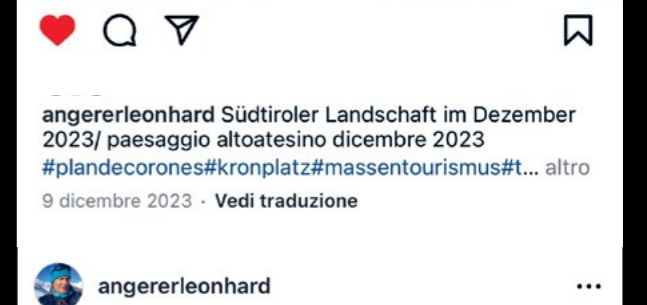 angererleonhard Südtiroler Landschaft im Dezember
2023/ paesaggio altoatesino dicembre 2023
#plandecorones#kronplatz#massentourismus#t... altro
9 dicembre 2023 · Vedi traduzione
angererleonhard